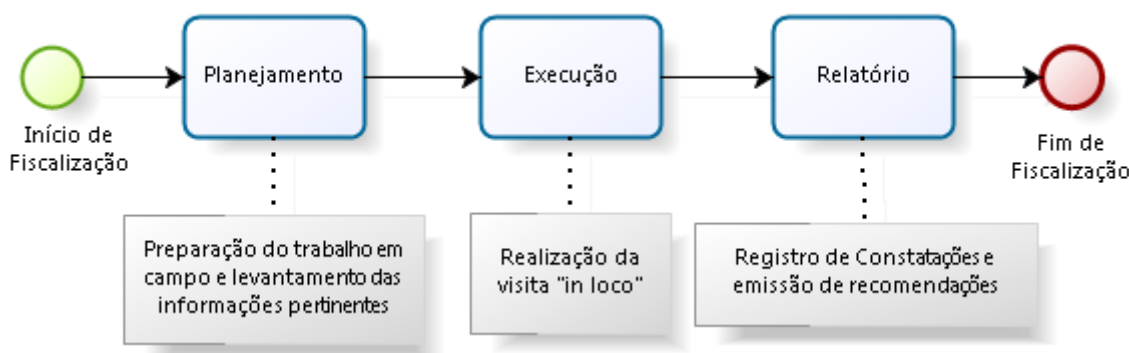 Início de
Fiscalização
Planejamento
Execução
Relatório
Fim de
Fiscalização
Preparação do trabalho em
campo e levantamento das
informações pertinentes
Realização da
visita "in loco"
Registro de Constatações e
emissão de recomendações